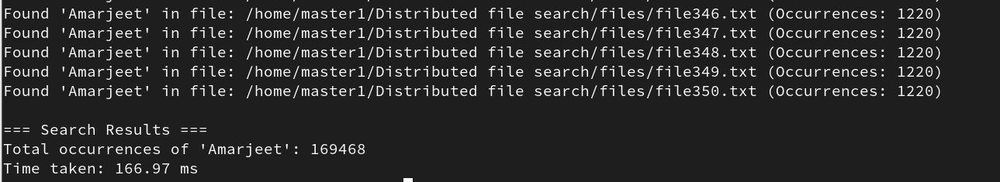 Found 'Amarjeet' in file: /home/master1/Distributed file search/files/file346.txt (Occurrences: 1220)
Found 'Amarjeet' in file: /home/master1/Distributed file search/files/file347.txt (Occurrences: 1220)
Found 'Amarjeet' in file: /home/master1/Distributed file search/files/file348.txt (Occurrences: 1220)
Found 'Amarjeet' in file: /home/master1/Distributed file search/files/file349.txt (Occurrences: 1220)
Found 'Amarjeet' in file: /home/master1/Distributed file search/files/file350.txt (Occurrences: 1220)
=== Search Results ===
Total occurrences of 'Amarjeet': 169468
Time taken: 166.97 ms